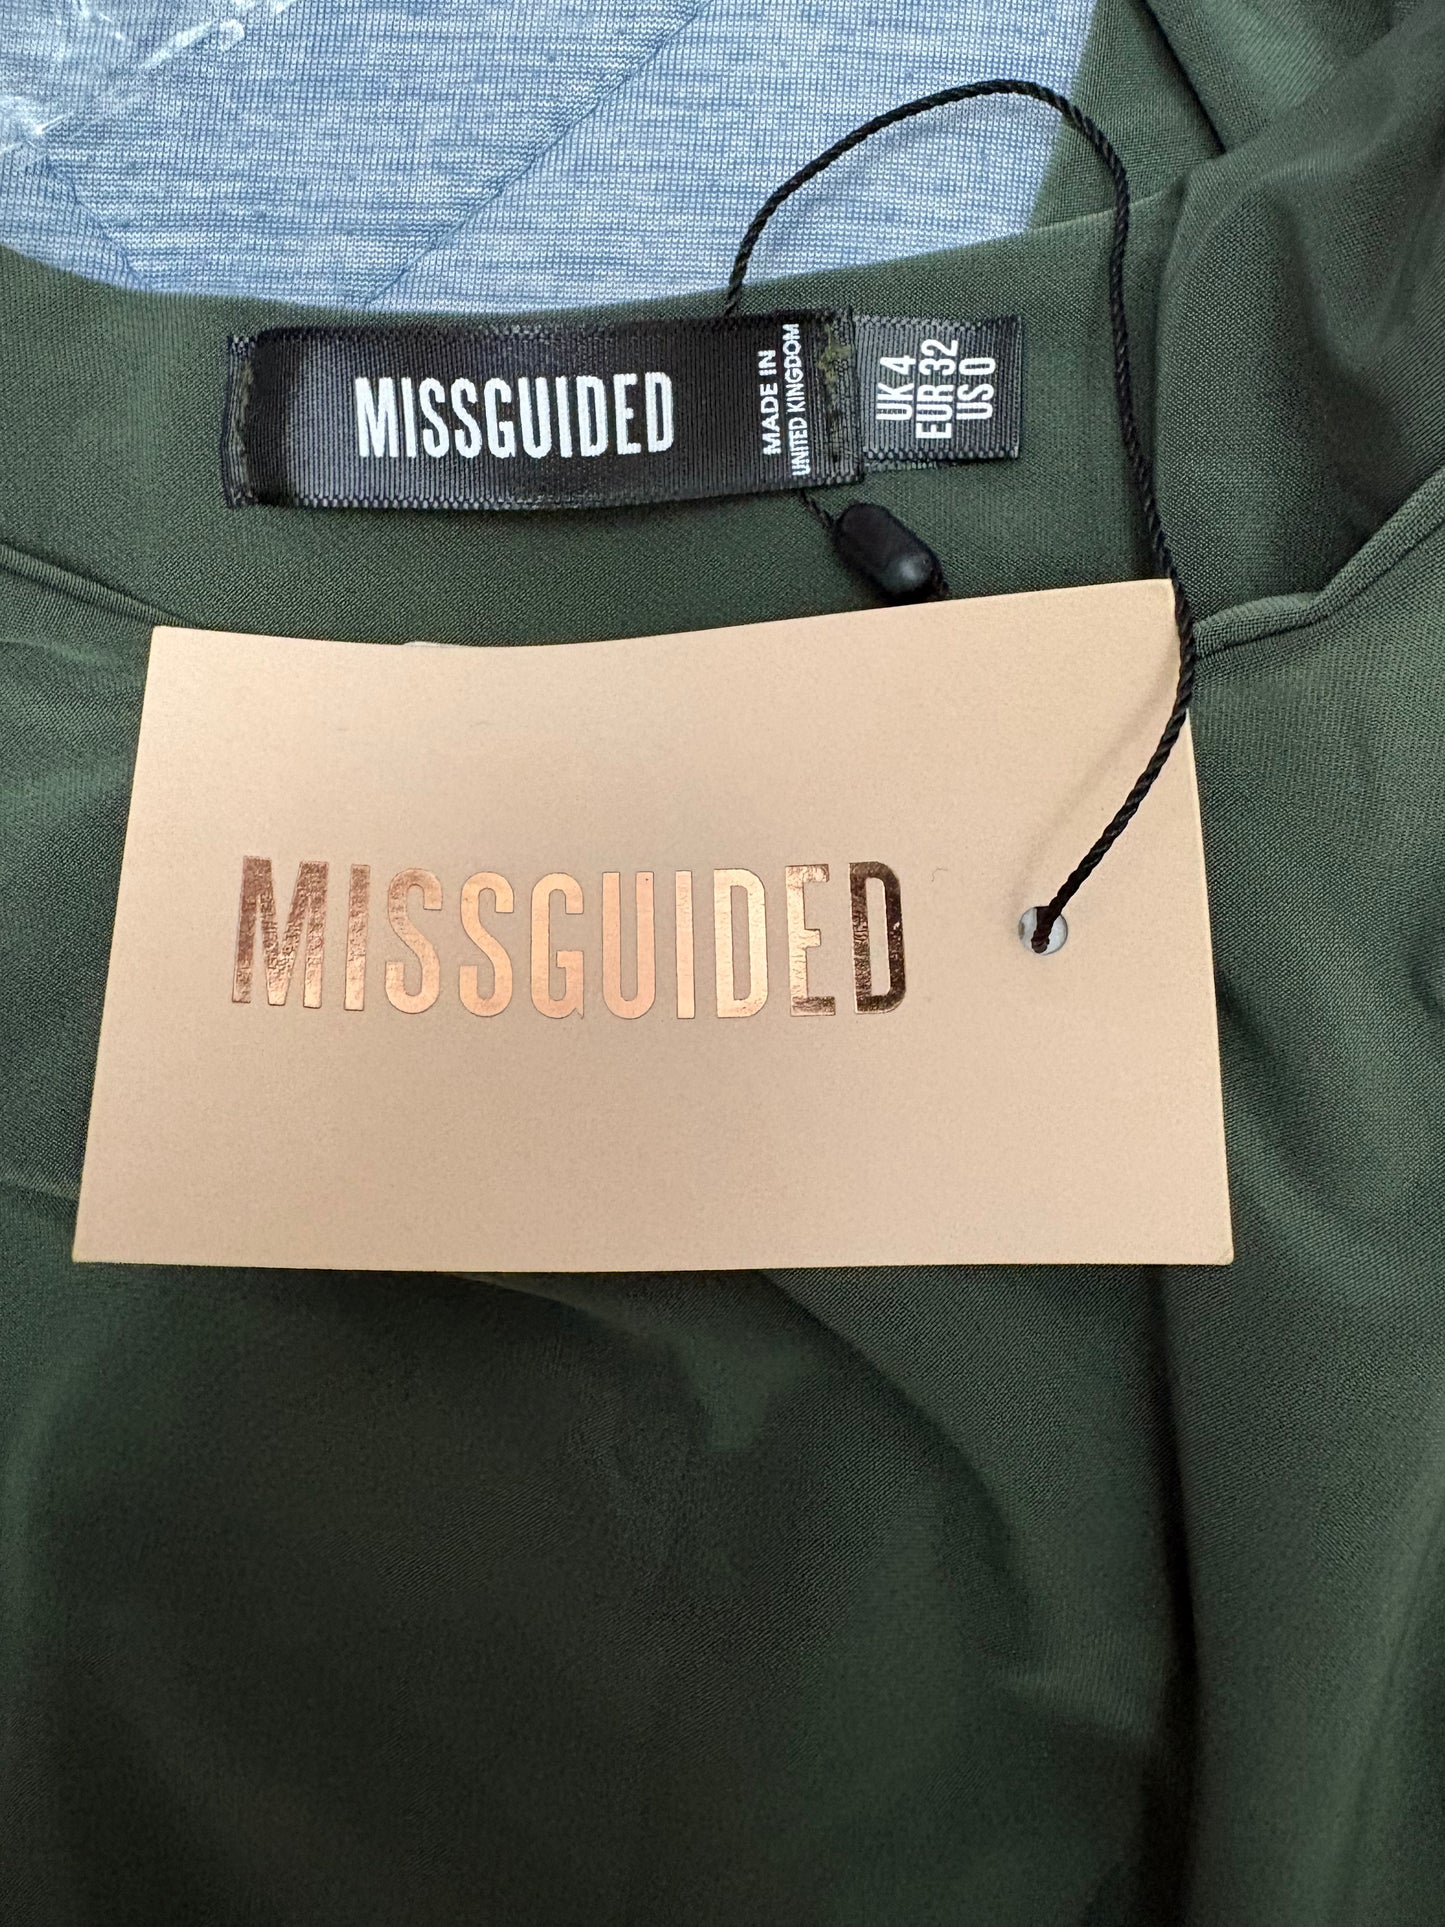 MISSGUIDED
MADE IN
UNITED KINGDOM
UK 4
EUR 32
US 0
MISSGUIDED